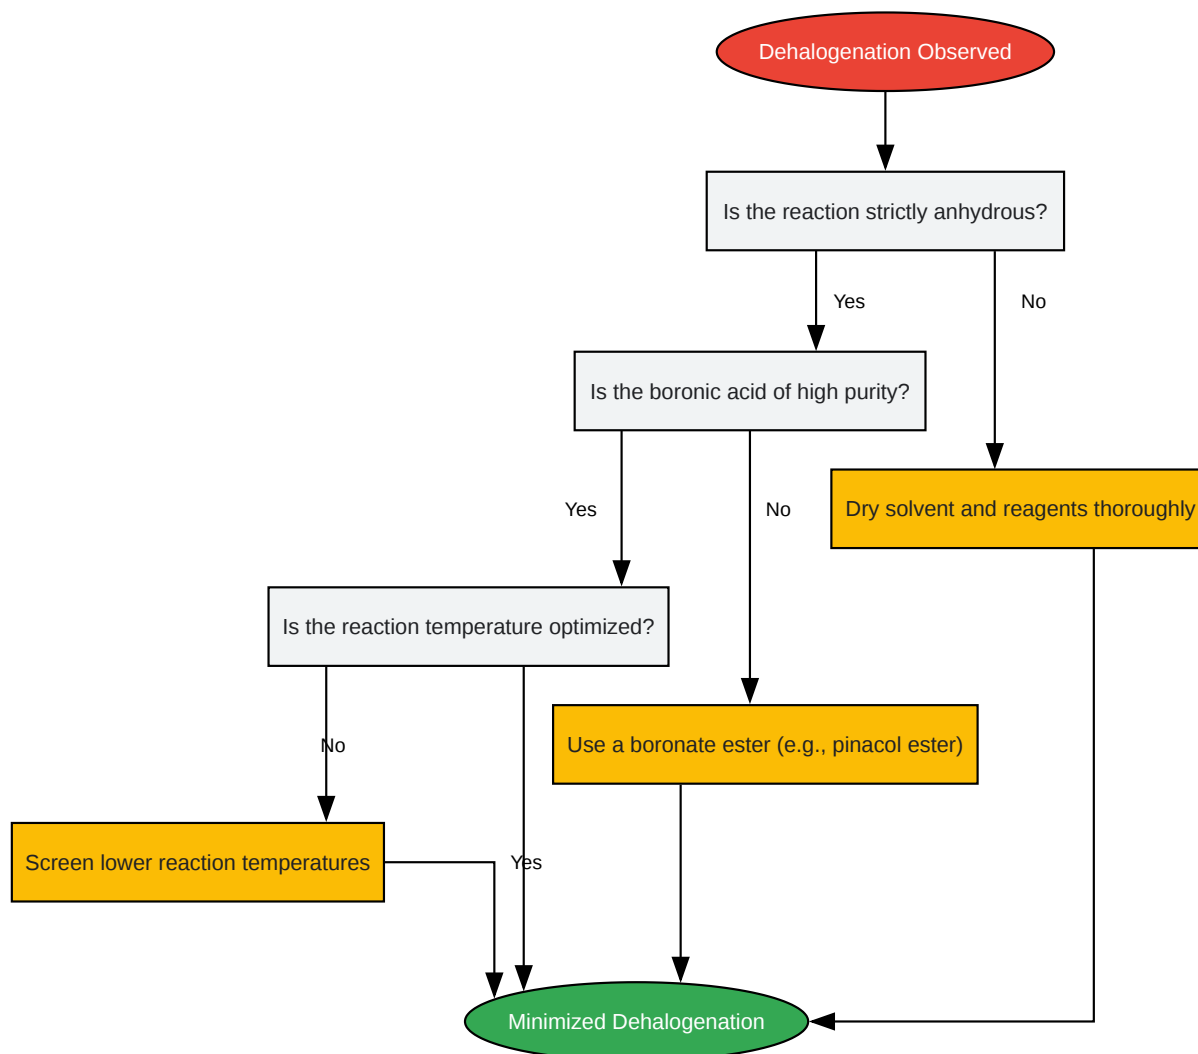 Dehalogenation Observed
Is the reaction strictly anhydrous?
Yes
No
Is the boronic acid of high purity?
Yes
No
Dry solvent and reagents thoroughly
Is the reaction temperature optimized?
No
Use a boronate ester (e.g., pinacol ester)
Screen lower reaction temperatures
Yes
Minimized Dehalogenation